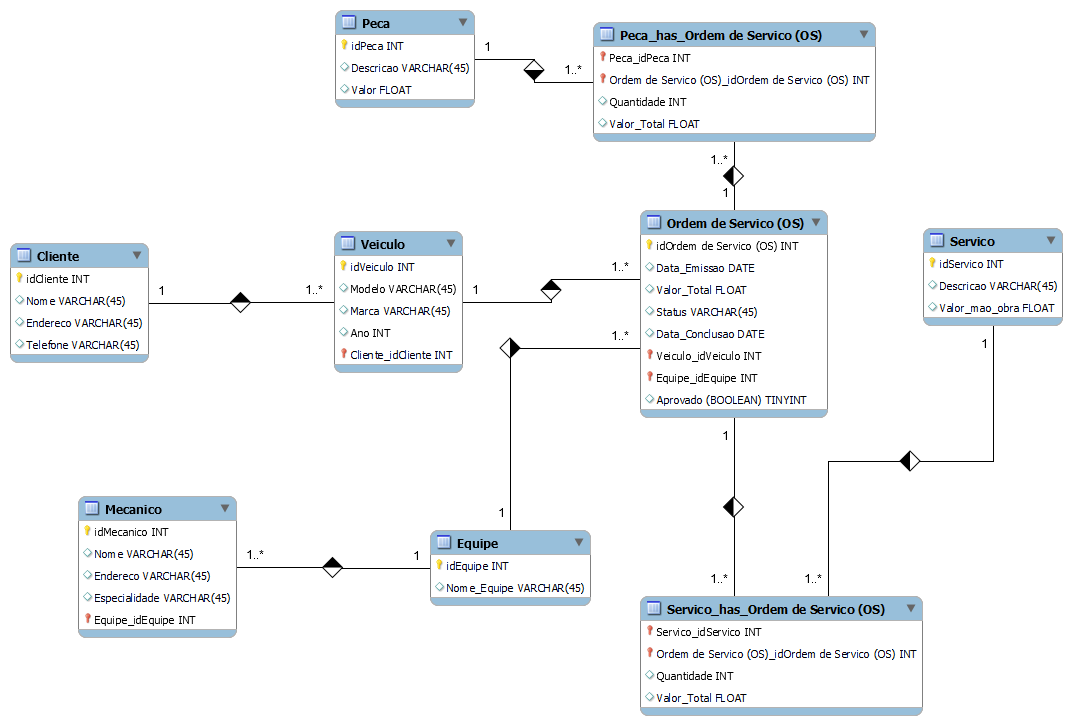 Peca
idPeca INT
Descricao VARCHAR(45)
Valor FLOAT
1
1..*
Peca_has_Ordem de Servico (OS)
Peca_idPeca INT
Ordem de Servico (OS)_idOrdem de Servico (OS) INT
Quantidade INT
Valor_Total FLOAT
1..*
1
Cliente
idCliente INT
Nome VARCHAR(45)
Endereco VARCHAR(45)
Telefone VARCHAR(45)
1
1..*
Veiculo
idVeiculo INT
Modelo VARCHAR(45)
Marca VARCHAR(45)
Ano INT
Cliente_idCliente INT
1
1..*
Ordem de Servico (OS)
idOrdem de Servico (OS) INT
Data_Emissao DATE
Valor_Total FLOAT
Status VARCHAR(45)
Data_Conclusao DATE
Veiculo_idVeiculo INT
Equipe_idEquipe INT
Aprovado (BOOLEAN) TINYINT
1..*
1
1
1..*
Servico
idServico INT
Descricao VARCHAR(45)
Valor_mao_obra FLOAT
1
1..*
Mecanico
idMecanico INT
Nome VARCHAR(45)
Endereco VARCHAR(45)
Especialidade VARCHAR(45)
Equipe_idEquipe INT
1..*
1
Equipe
idEquipe INT
Nome_Equipe VARCHAR(45)
Servico_has_Ordem de Servico (OS)
Servico_idServico INT
Ordem de Servico (OS)_idOrdem de Servico (OS) INT
Quantidade INT
Valor_Total FLOAT